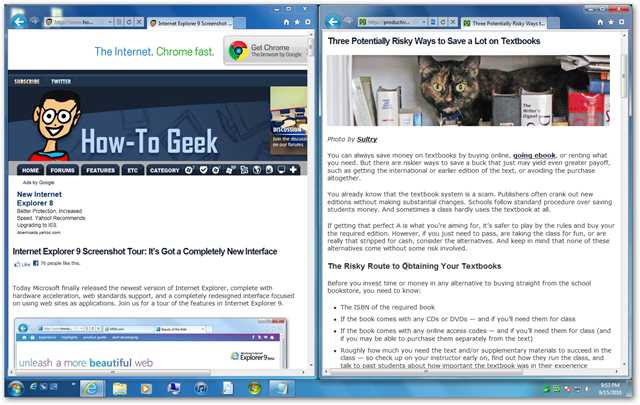 http://www.ho...
Internet Explorer 9 Screenshot ...
The Internet. Chrome fast.
Get Chrome
The browser by Google
SUBSCRIBE TWITTER
How-To Geek
DISCUSSION
Join the discussion
on our forums
HOME FORUMS FEATURES ETC CATEGORY
Ads by Google
New Internet
Explorer 8
Better Protection, Increased
Speed. Yahoo! Recommends
Upgrading to IE8.
downloads.yahoo.com
Internet Explorer 9 Screenshot Tour: It's Got a Completely New Interface
Like 76 people like this.
Today Microsoft finally released the newest version of Internet Explorer, complete with
hardware acceleration, web standards support, and a completely redesigned interface focused
on using web sites as applications. Join us for a tour of the features in Internet Explorer 9.
unleash a more beautiful web
Internet
Explorer9
http://productiv...
Three Potentially Risky Ways t...
Three Potentially Risky Ways to Save a Lot on Textbooks
The
Writer's
Digest
Photo by Sultry
You can always save money on textbooks by buying online, going ebook, or renting what
you need. But there are riskier ways to save a buck that just may yield even greater payoff,
such as getting the international or earlier edition of the text, or avoiding the purchase
altogether.
You already know that the textbook system is a scam. Publishers often crank out new
editions without making substantial changes. Schools follow standard procedure over saving
students money. And sometimes a class hardly uses the textbook at all.
If getting that perfect A is what you're aiming for, it's safer to play by the rules and buy your
the required edition. However, if you just need to pass, are taking the class for fun, or are
really that stripped for cash, consider the alternatives. And keep in mind that none of these
alternatives come without some risk involved.
The Risky Route to Obtaining Your Textbooks
Before you invest time or money in any alternative to buying straight from the school
bookstore, you need to know:
• The ISBN of the required book
• If the book comes with any CDs or DVDs — and if you'll need them for class
• If the book comes with any online access codes — and if you'll need them for class (and
if you may be able to purchase them separately from the text)
• Roughly how much you need the text and/or supplementary materials to succeed in the
class — so check up on your instructor early on, find out how they run the class, and
talk to past students about how important the textbook was in their experience
9:53 PM
9/15/2010